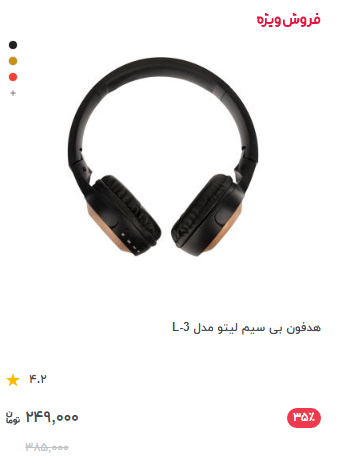 فروش ویژه
+
هدفون بی سیم لیتو مدل L-3
۴.۲
۳۵٪
۲۴۹,۰۰۰ تومان
۳۸۵,۰۰۰